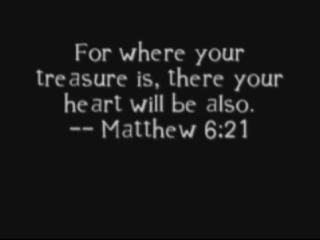 For where your
treasure is, there your
heart will be also.
-- Matthew 6:21